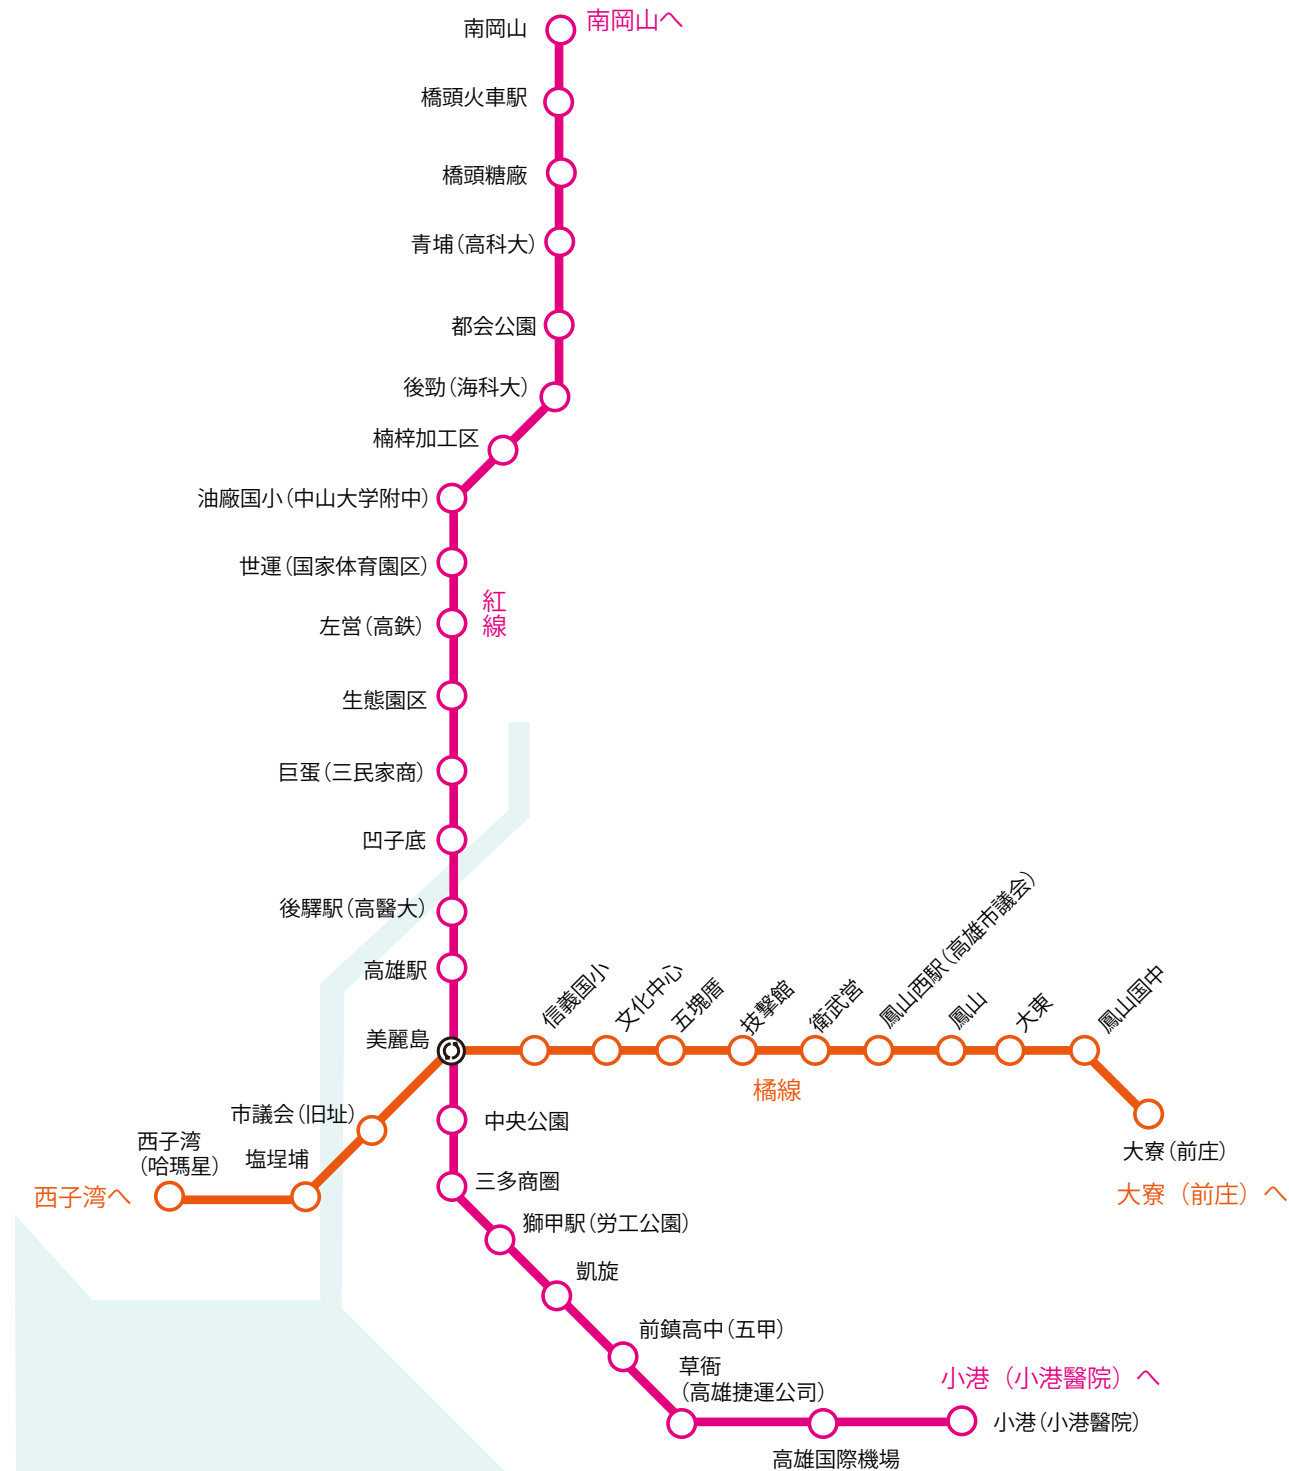 南岡山
南岡山へ
橋頭火車駅
橋頭糖廠
青埔(高科大)
都会公園
後勁(海科大)
楠梓加工区
油廠国小(中山大学附中)
世運(国家体育園区)
紅線
左営(高鉄)
生態園区
巨蛋(三民家商)
凹子底
後驛駅(高醫大)
高雄駅
美麗島
信義国小
文化中心
五塊厝
技撃館
衛武営
鳳山西駅(高雄市議会)
鳳山
大東
鳳山国中
橘線
大寮(前庄)
大寮（前庄）へ
市議会(旧址)
塩埕埔
西子湾
(哈瑪星)
西子湾へ
中央公園
三多商圏
獅甲駅(労工公園)
凱旋
前鎮高中(五甲)
草衙
(高雄捷運公司)
高雄国際機場
小港（小港醫院）へ
小港(小港醫院)